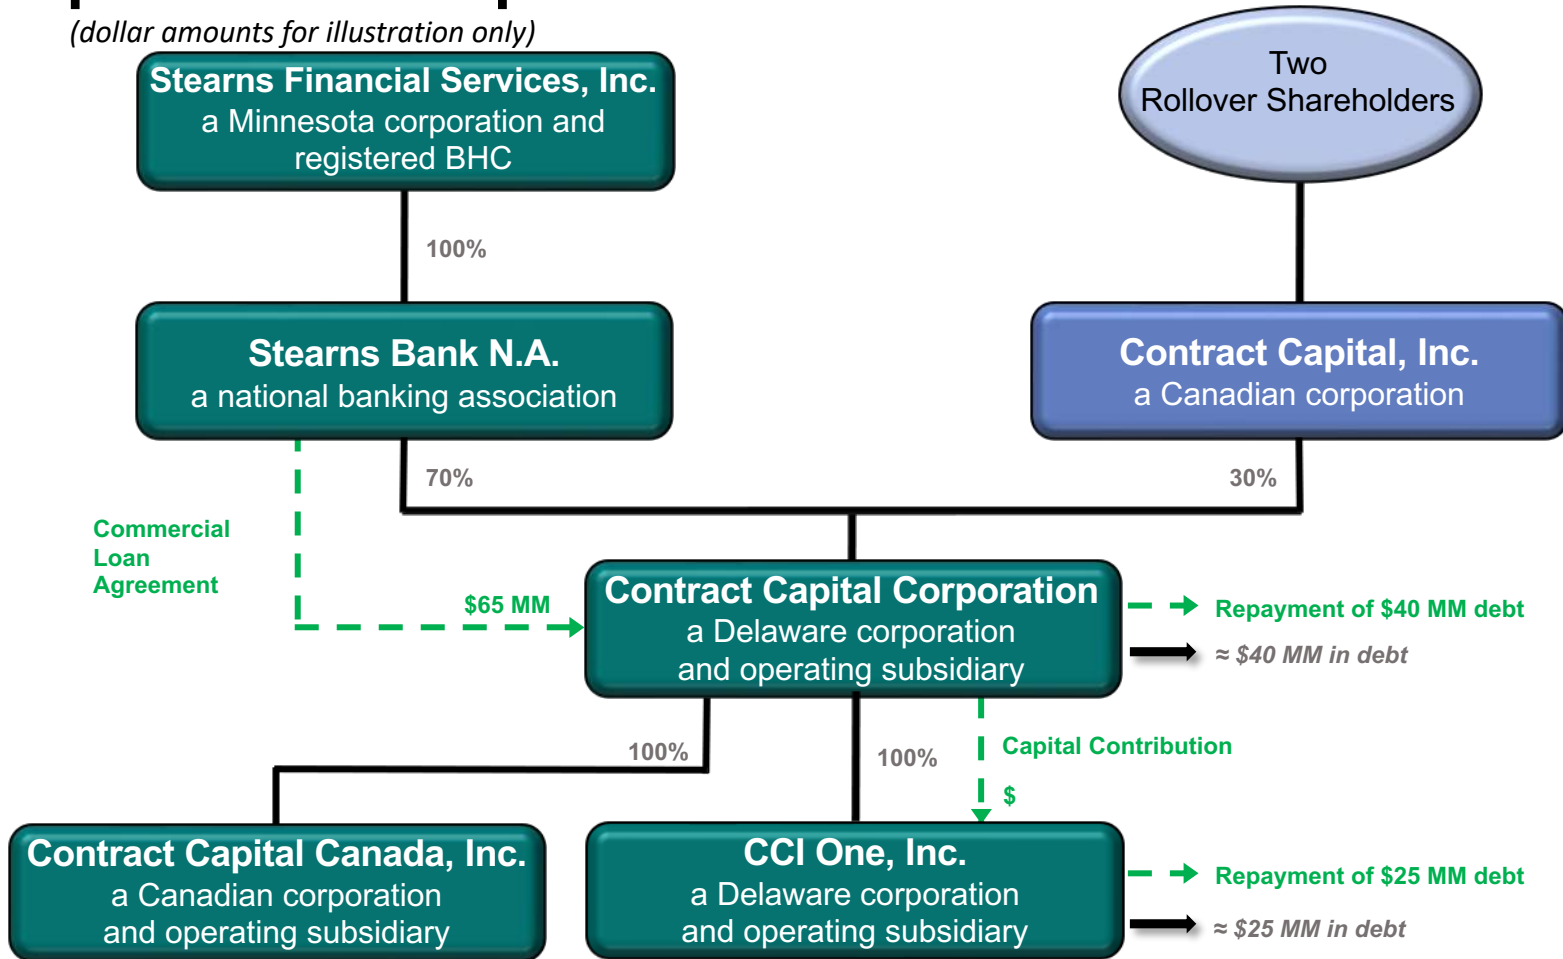 (dollar amounts for illustration only)
Stearns Financial Services, Inc.
a Minnesota corporation and
registered BHC
Two
Rollover Shareholders
100%
Stearns Bank N.A.
a national banking association
Contract Capital, Inc.
a Canadian corporation
70%
30%
Commercial
Loan
Agreement
$65 MM
Contract Capital Corporation
a Delaware corporation
and operating subsidiary
Repayment of $40 MM debt
≈ $40 MM in debt
100%
100%
Capital Contribution
$
Contract Capital Canada, Inc.
a Canadian corporation
and operating subsidiary
CCI One, Inc.
a Delaware corporation
and operating subsidiary
Repayment of $25 MM debt
≈ $25 MM in debt